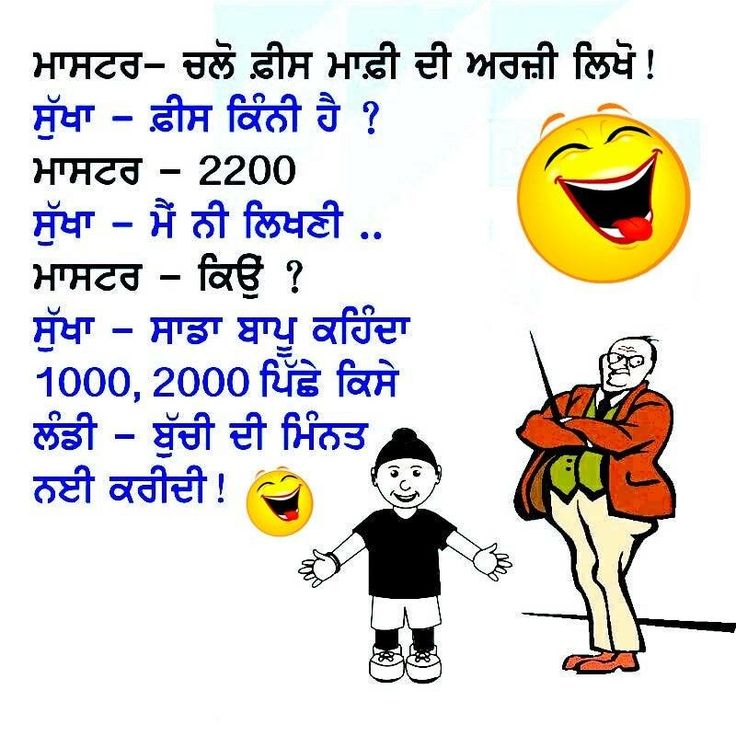 ਮਾਸਟਰ– ਚਲੋ ਫ਼ੀਸ ਮਾਫ਼ੀ ਦੀ ਅਰਜ਼ੀ ਲਿਖੋ !
ਸੁੱਖਾ – ਫ਼ੀਸ ਕਿੰਨੀ ਹੈ ?
ਮਾਸਟਰ – 2200
ਸੁੱਖਾ – ਮੈਂ ਨੀ ਲਿਖਣੀ ..
ਮਾਸਟਰ – ਕਿਉਂ ?
ਸੁੱਖਾ – ਸਾਡਾ ਬਾਪੂ ਕਹਿੰਦਾ
1000, 2000 ਪਿੱਛੇ ਕਿਸੇ
ਲੰਡੀ – ਬੁੱਚੀ ਦੀ ਮਿੰਨਤ
ਨਈ ਕਰੀਦੀ !